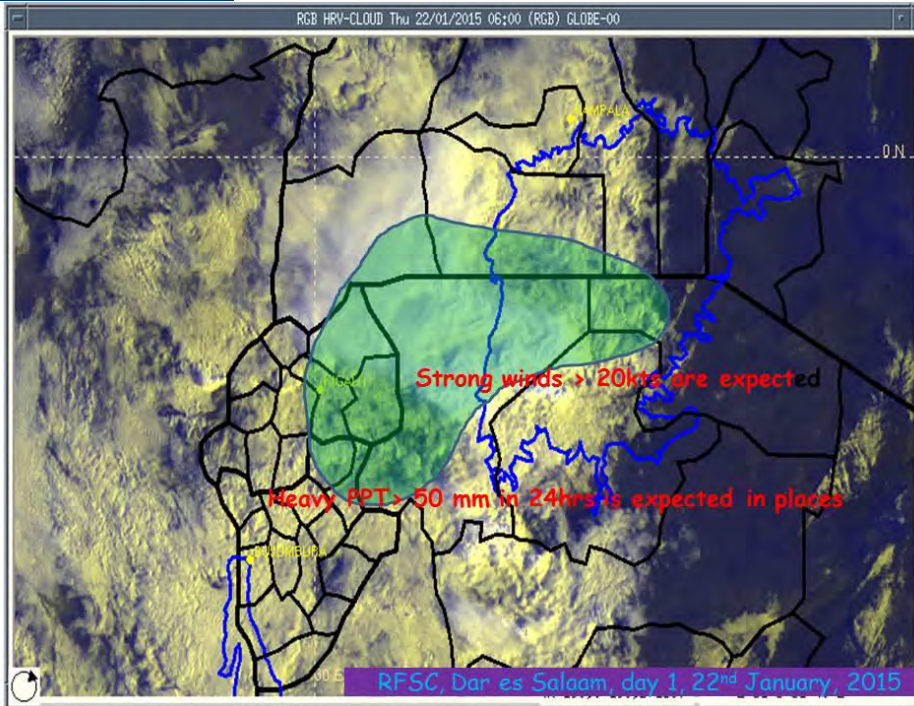 RGB HRV-CLOUD Thu 22/01/2015 06:00 (RGB) GLOBE-00
KAMPALA
0 N
KIGALI
Strong winds > 20kts are expected
Heavy PPT> 50 mm in 24hrs is expected in places
BUJUMBURA
00 E
RFSC, Dar es Salaam, day 1, 22nd January, 2015